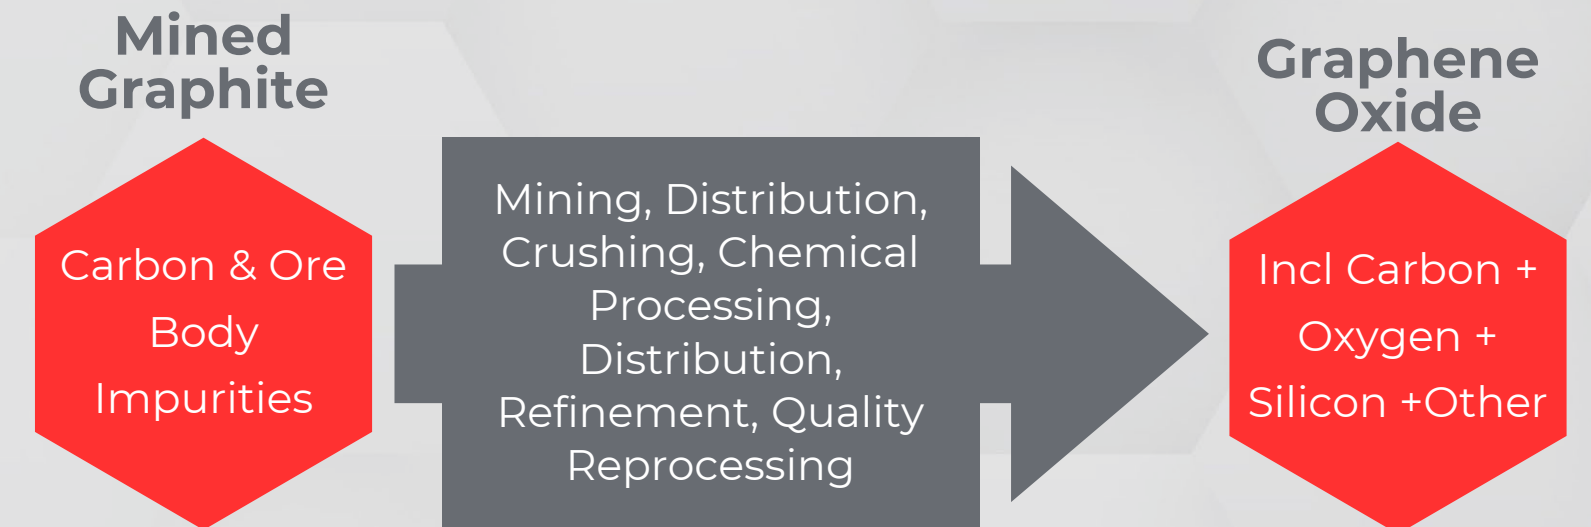 Mined
Graphite
Carbon & Ore
Body
Impurities
Mining, Distribution,
Crushing, Chemical
Processing,
Distribution,
Refinement, Quality
Reprocessing
Graphene
Oxide
Incl Carbon +
Oxygen +
Silicon +Other